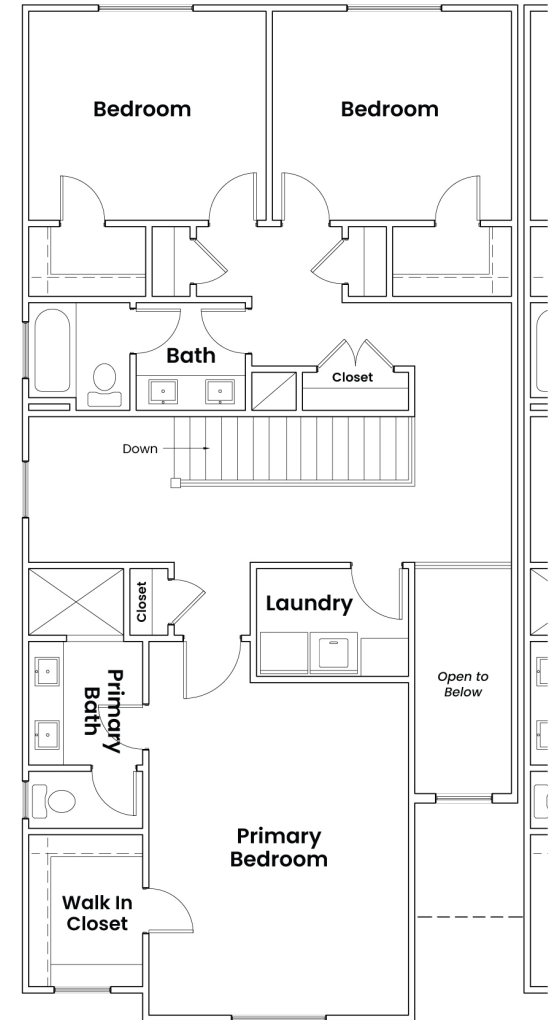 Bedroom
Bedroom
Bath
Closet
Down
Closet
Laundry
Primary
Bath
Open to
Below
Primary
Bedroom
Walk In
Closet